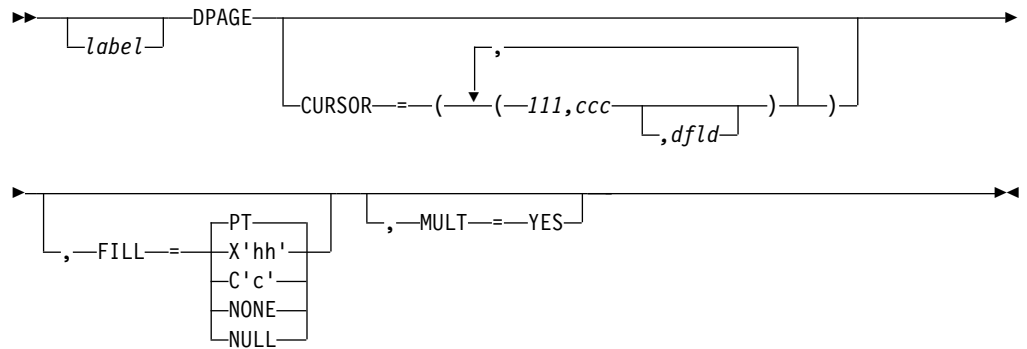 DPAGE
label
,
CURSOR = ( ( 111,ccc ) )
,dfld
PT
, FILL = X'hh'
, MULT = YES
C'c'
NONE
NULL